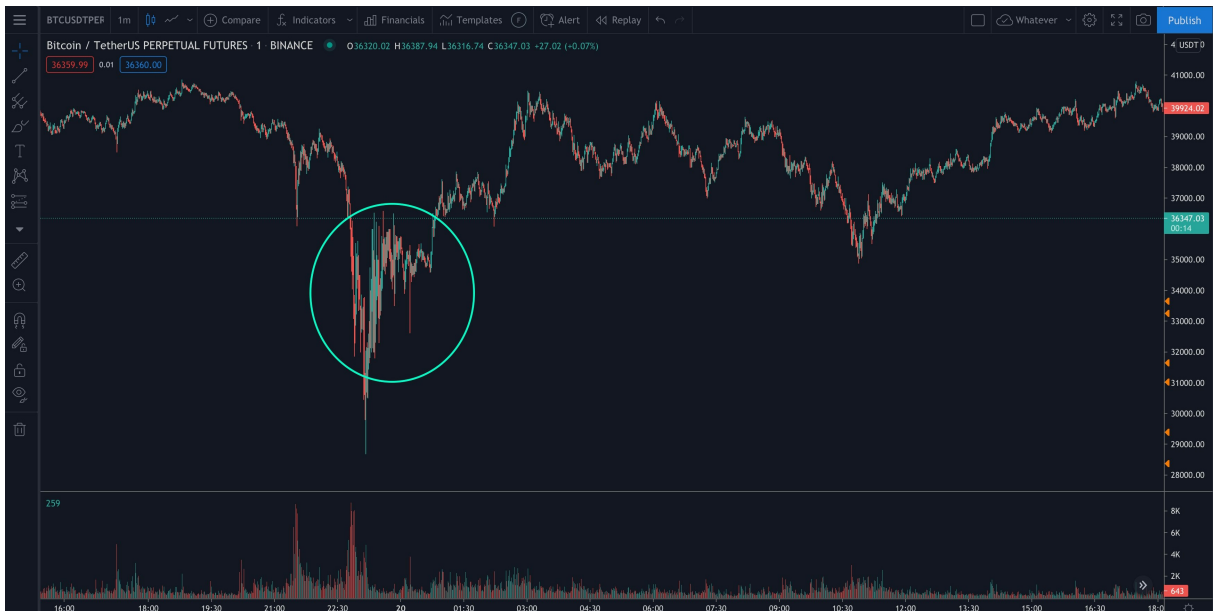 BTCUSDTPER 1m Compare Indicators Financials Templates F Alert Replay Whatever Publish
Bitcoin / TetherUS PERPETUAL FUTURES · 1 · BINANCE O36320.02 H36387.94 L36316.74 C36347.03 +27.02 (+0.07%)
36359.99 0.01 36360.00
USDT
41000.00
39924.02
39000.00
38000.00
37000.00
36347.03
00:14
35000.00
34000.00
33000.00
32000.00
31000.00
30000.00
29000.00
28000.00
259
8K
6K
4K
2K
643
16:00 18:00 19:30 21:00 22:30 20 01:30 03:00 04:30 06:00 07:30 09:00 10:30 12:00 13:30 15:00 16:30 18:0